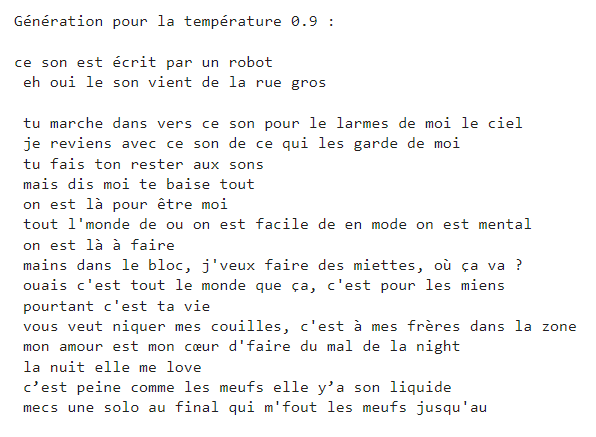 Génération pour la température 0.9 :
ce son est écrit par un robot
eh oui le son vient de la rue gros
tu marche dans vers ce son pour le larmes de moi le ciel
je reviens avec ce son de ce qui les garde de moi
tu fais ton rester aux sons
mais dis moi te baise tout
on est là pour être moi
tout l'monde de ou on est facile de en mode on est mental
on est là à faire
mains dans le bloc, j'veux faire des miettes, où ça va ?
ouais c'est tout le monde que ça, c'est pour les miens
pourtant c'est ta vie
vous veut niquer mes couilles, c'est à mes frères dans la zone
mon amour est mon cœur d'faire du mal de la night
la nuit elle me love
c’est peine comme les meufs elle y’a son liquide
mecs une solo au final qui m'fout les meufs jusqu'au